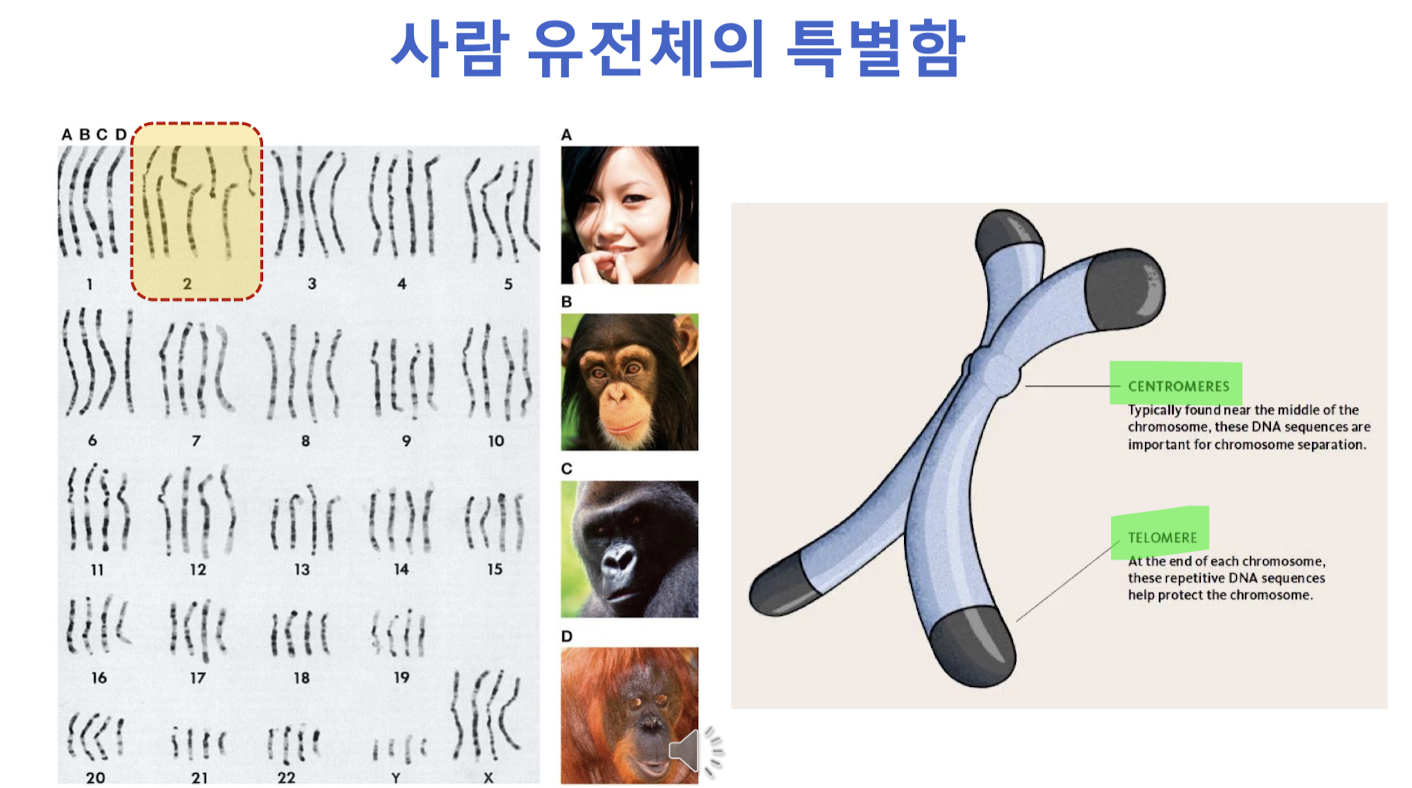 사람 유전체의 특별함
A B C D
1 2 3 4 5
6 7 8 9 10
11 12 13 14 15
16 17 18 19
20 21 22 Y X
A
B
C
D
CENTROMERES
Typically found near the middle of the
chromosome, these DNA sequences are
important for chromosome separation.
TELOMERE
At the end of each chromosome,
these repetitive DNA sequences
help protect the chromosome.